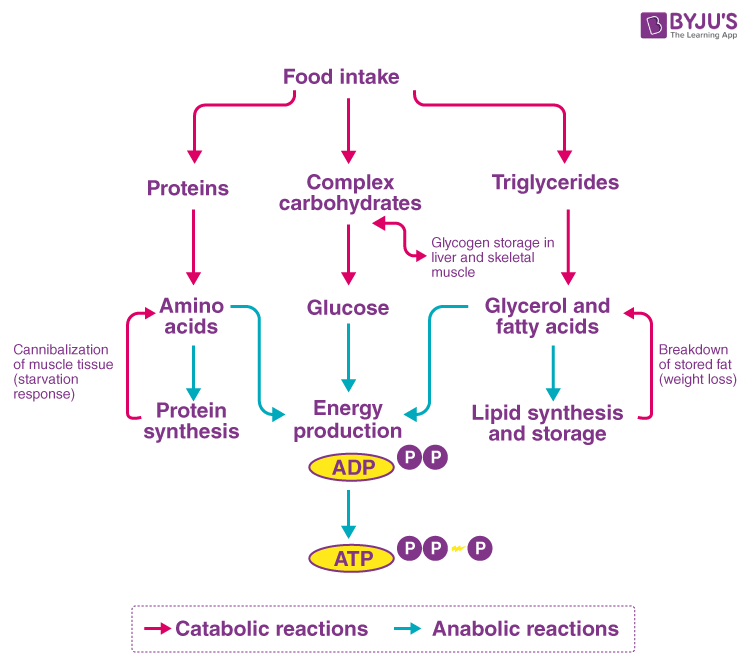 BYJU'S
The Learning App
Food intake
Proteins
Complex
carbohydrates
Triglycerides
Glycogen storage in
liver and skeletal
muscle
Amino
acids
Glucose
Glycerol and
fatty acids
Cannibalization
of muscle tissue
(starvation
response)
Breakdown
of stored fat
(weight loss)
Protein
synthesis
Energy
production
Lipid synthesis
and storage
ADP P P
ATP P P P
Catabolic reactions Anabolic reactions